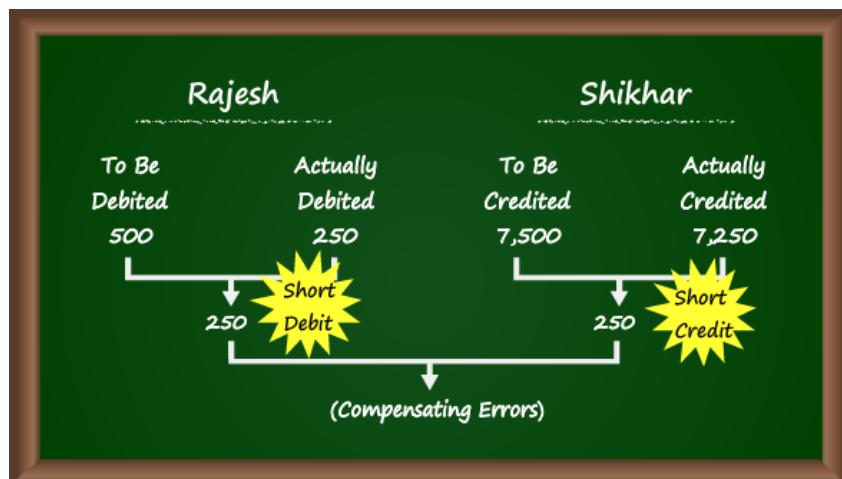 Rajesh
Shikhar
To Be
Debited
500
Actually
Debited
250
To Be
Credited
7,500
Actually
Credited
7,250
250
Short
Debit
250
Short
Credit
(Compensating Errors)